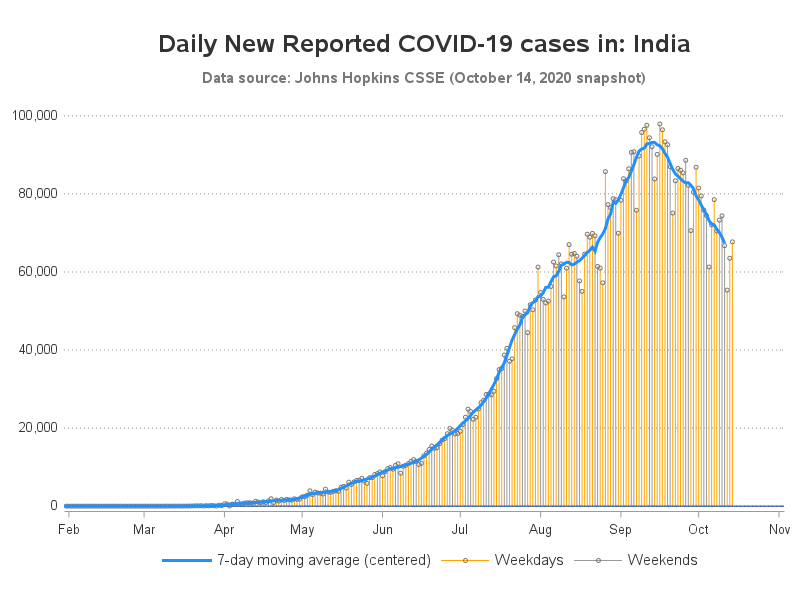 Daily New Reported COVID-19 cases in: India
Data source: Johns Hopkins CSSE (October 14, 2020 snapshot)
100,000
80,000
60,000
40,000
20,000
0
Feb Mar Apr May Jun Jul Aug Sep Oct Nov
7-day moving average (centered) Weekdays Weekends